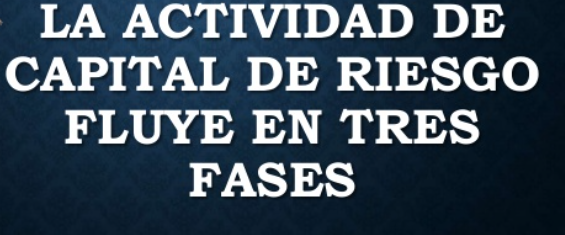 LA ACTIVIDAD DE
CAPITAL DE RIESGO
FLUYE EN TRES
FASES